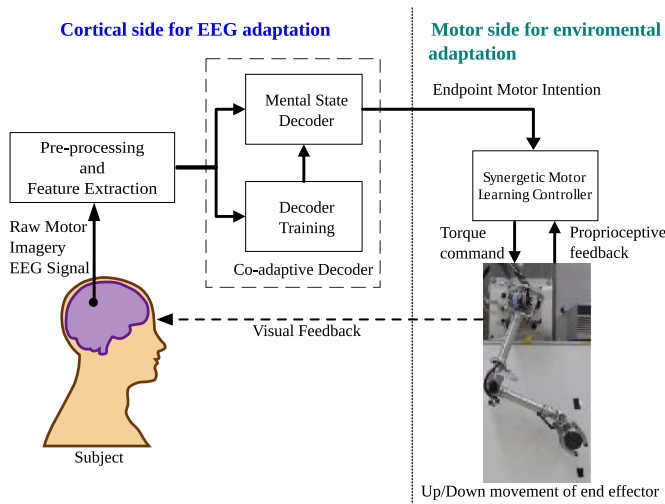 Cortical side for EEG adaptation
Motor side for enviromental
adaptation
Endpoint Motor Intention
Mental State
Decoder
Pre-processing
and
Feature Extraction
Synergetic Motor
Learning Controller
Decoder
Training
Raw Motor
Imagery
EEG Signal
Torque
command
Proprioceptive
feedback
Co-adaptive Decoder
Visual Feedback
Subject
Up/Down movement of end effector